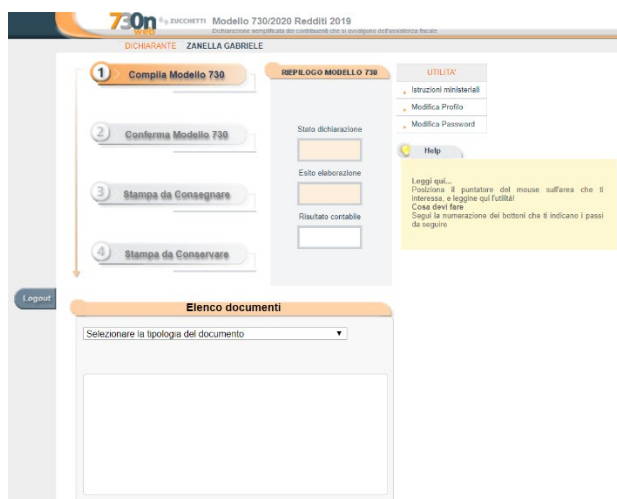 730n web by ZUCCHETTI Modello 730/2020 Redditi 2019
Dichiarazione semplificata dei contribuenti che si avvalgono dell'assistenza fiscale
DICHIARANTE ZANELLA GABRIELE
1 Compila Modello 730
2 Conferma Modello 730
3 Stampa da Consegnare
4 Stampa da Conservare
RIEPILOGO MODELLO 730
Stato dichiarazione
Esito elaborazione
Risultato contabile
UTILITA'
Istruzioni ministeriali
Modifica Profilo
Modifica Password
Help
Leggi qui...
Posiziona il puntatore del mouse sull'area che ti
interessa, e leggine qui l'utilità!
Cosa devi fare
Segui la numerazione dei bottoni che ti indicano i passi
da seguire
Logout
Elenco documenti
Selezionare la tipologia del documento